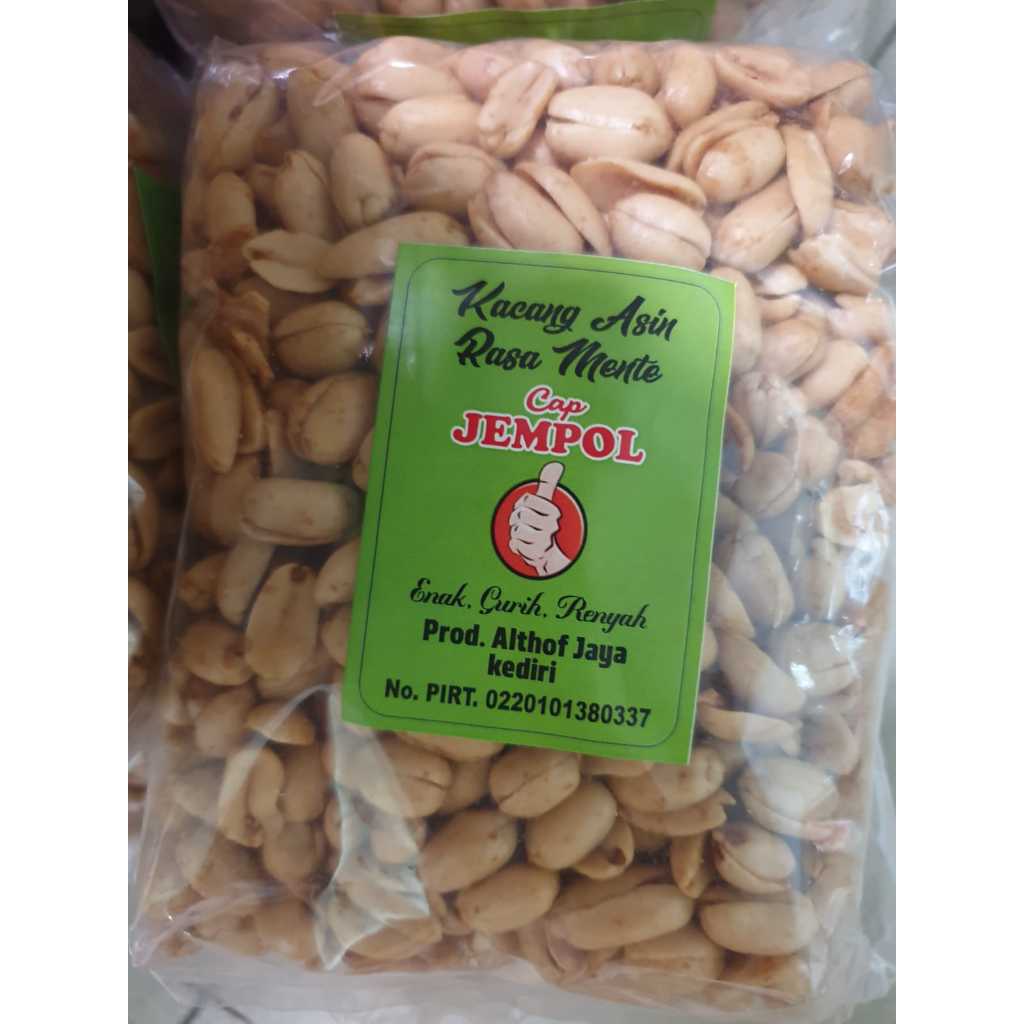 Kacang Asin
Rasa Mente
Cap
JEMPOL
Enak, Gurih, Renyah
Prod. Althof Jaya
kediri
No. PIRT. 0220101380337